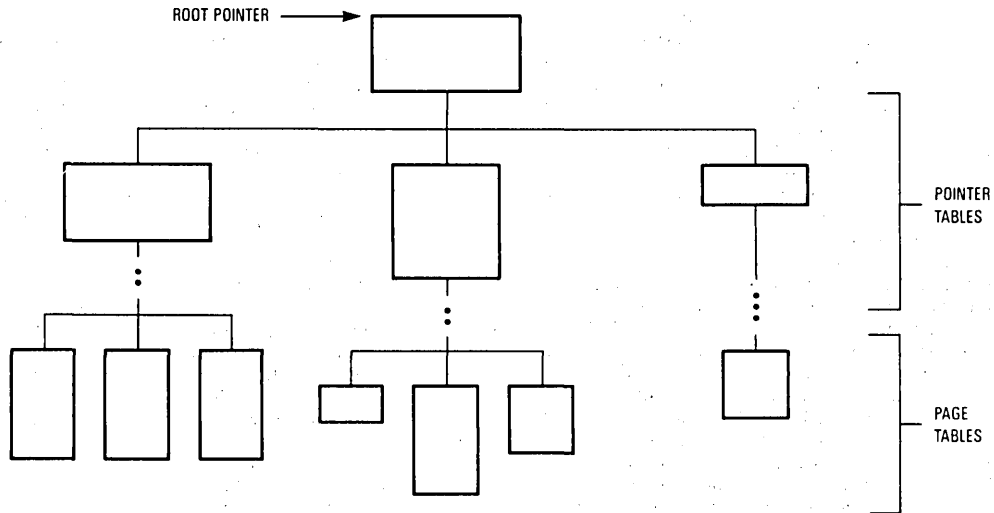 ROOT POINTER
POINTER
TABLES
PAGE
TABLES